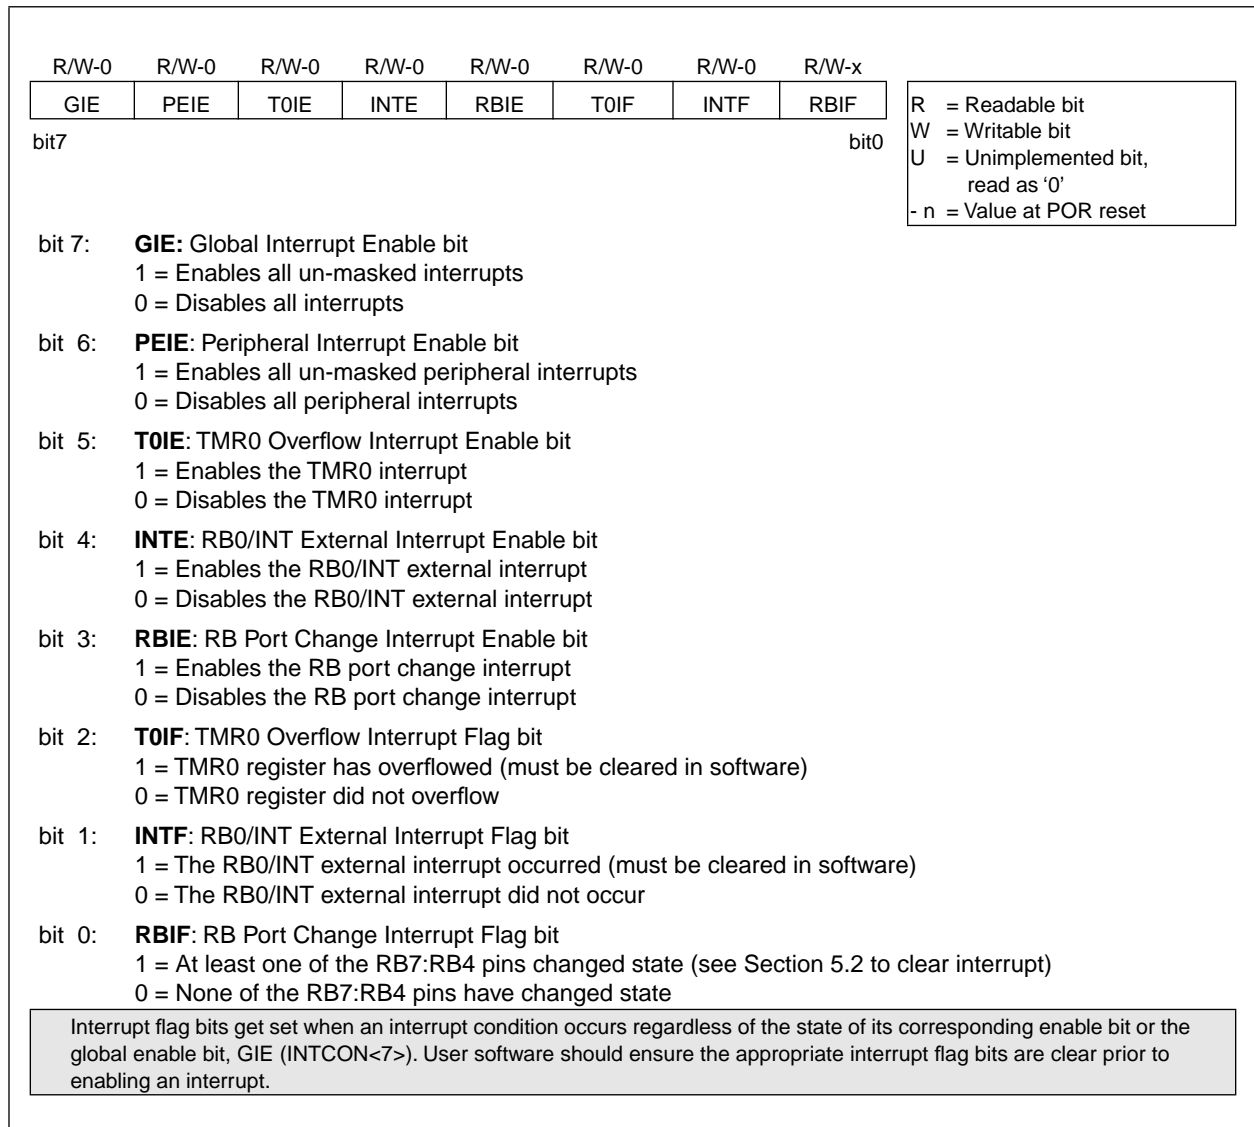 R/W-0 R/W-0 R/W-0 R/W-0 R/W-0 R/W-0 R/W-0 R/W-x
GIE PEIE T0IE INTE RBIE T0IF INTF RBIF
bit7 bit0
R = Readable bit
W = Writable bit
U = Unimplemented bit,
read as ‘0’
- n = Value at POR reset
bit 7: GIE: Global Interrupt Enable bit
1 = Enables all un-masked interrupts
0 = Disables all interrupts
bit 6: PEIE: Peripheral Interrupt Enable bit
1 = Enables all un-masked peripheral interrupts
0 = Disables all peripheral interrupts
bit 5: T0IE: TMR0 Overflow Interrupt Enable bit
1 = Enables the TMR0 interrupt
0 = Disables the TMR0 interrupt
bit 4: INTE: RB0/INT External Interrupt Enable bit
1 = Enables the RB0/INT external interrupt
0 = Disables the RB0/INT external interrupt
bit 3: RBIE: RB Port Change Interrupt Enable bit
1 = Enables the RB port change interrupt
0 = Disables the RB port change interrupt
bit 2: T0IF: TMR0 Overflow Interrupt Flag bit
1 = TMR0 register has overflowed (must be cleared in software)
0 = TMR0 register did not overflow
bit 1: INTF: RB0/INT External Interrupt Flag bit
1 = The RB0/INT external interrupt occurred (must be cleared in software)
0 = The RB0/INT external interrupt did not occur
bit 0: RBIF: RB Port Change Interrupt Flag bit
1 = At least one of the RB7:RB4 pins changed state (see Section 5.2 to clear interrupt)
0 = None of the RB7:RB4 pins have changed state
Interrupt flag bits get set when an interrupt condition occurs regardless of the state of its corresponding enable bit or the
global enable bit, GIE (INTCON<7>). User software should ensure the appropriate interrupt flag bits are clear prior to
enabling an interrupt.